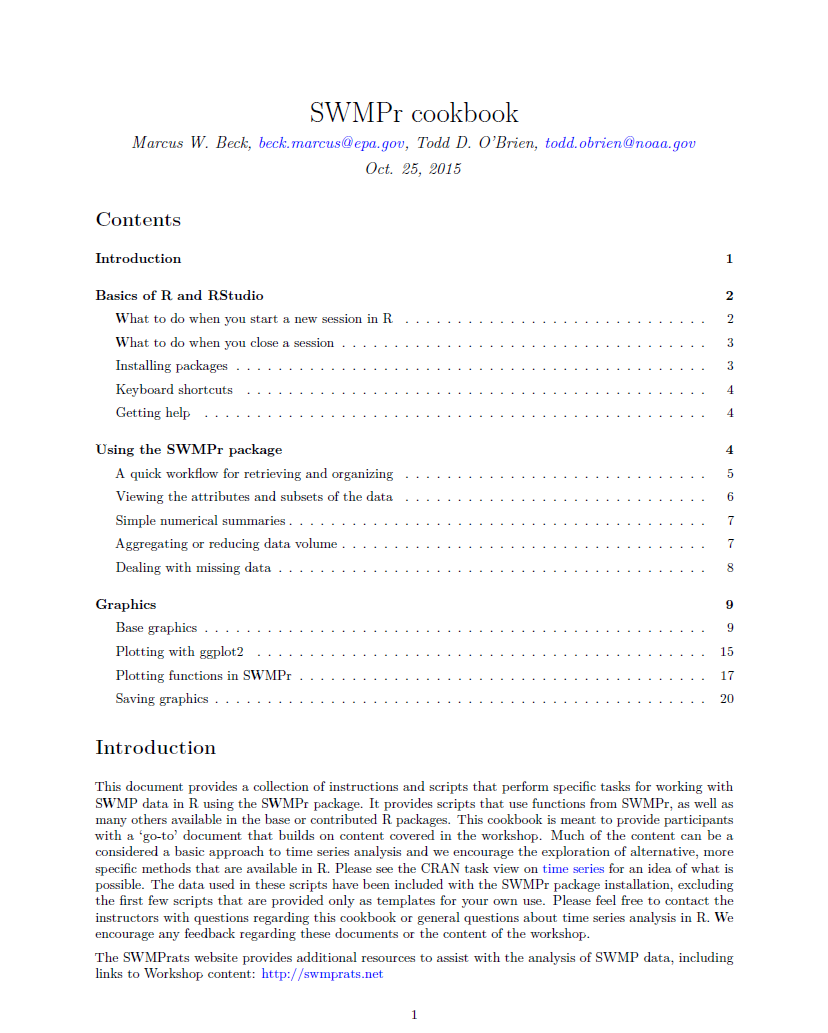 SWMPr cookbook
Marcus W. Beck, beck.marcus@epa.gov, Todd D. O'Brien, todd.obrien@noaa.gov
Oct. 25, 2015
Contents
Introduction 1
Basics of R and RStudio 2
What to do when you start a new session in R . . . . . . . . . . . . . . . . . . . . . . . . . . . . . 2
What to do when you close a session . . . . . . . . . . . . . . . . . . . . . . . . . . . . . . . . . . . 3
Installing packages . . . . . . . . . . . . . . . . . . . . . . . . . . . . . . . . . . . . . . . . . . . . . 3
Keyboard shortcuts . . . . . . . . . . . . . . . . . . . . . . . . . . . . . . . . . . . . . . . . . . . . 4
Getting help . . . . . . . . . . . . . . . . . . . . . . . . . . . . . . . . . . . . . . . . . . . . . . . . 4
Using the SWMPr package 4
A quick workflow for retrieving and organizing . . . . . . . . . . . . . . . . . . . . . . . . . . . . . 5
Viewing the attributes and subsets of the data . . . . . . . . . . . . . . . . . . . . . . . . . . . . . 6
Simple numerical summaries . . . . . . . . . . . . . . . . . . . . . . . . . . . . . . . . . . . . . . . . 7
Aggregating or reducing data volume . . . . . . . . . . . . . . . . . . . . . . . . . . . . . . . . . . . 7
Dealing with missing data . . . . . . . . . . . . . . . . . . . . . . . . . . . . . . . . . . . . . . . . . 8
Graphics 9
Base graphics . . . . . . . . . . . . . . . . . . . . . . . . . . . . . . . . . . . . . . . . . . . . . . . . 9
Plotting with ggplot2 . . . . . . . . . . . . . . . . . . . . . . . . . . . . . . . . . . . . . . . . . . . 15
Plotting functions in SWMPr . . . . . . . . . . . . . . . . . . . . . . . . . . . . . . . . . . . . . . . 17
Saving graphics . . . . . . . . . . . . . . . . . . . . . . . . . . . . . . . . . . . . . . . . . . . . . . . 20
Introduction
This document provides a collection of instructions and scripts that perform specific tasks for working with
SWMP data in R using the SWMPr package. It provides scripts that use functions from SWMPr, as well as
many others available in the base or contributed R packages. This cookbook is meant to provide participants
with a ‘go-to’ document that builds on content covered in the workshop. Much of the content can be a
considered a basic approach to time series analysis and we encourage the exploration of alternative, more
specific methods that are available in R. Please see the CRAN task view on time series for an idea of what is
possible. The data used in these scripts have been included with the SWMPr package installation, excluding
the first few scripts that are provided only as templates for your own use. Please feel free to contact the
instructors with questions regarding this cookbook or general questions about time series analysis in R. We
encourage any feedback regarding these documents or the content of the workshop.
The SWMPrats website provides additional resources to assist with the analysis of SWMP data, including
links to Workshop content: http://swmprats.net
1